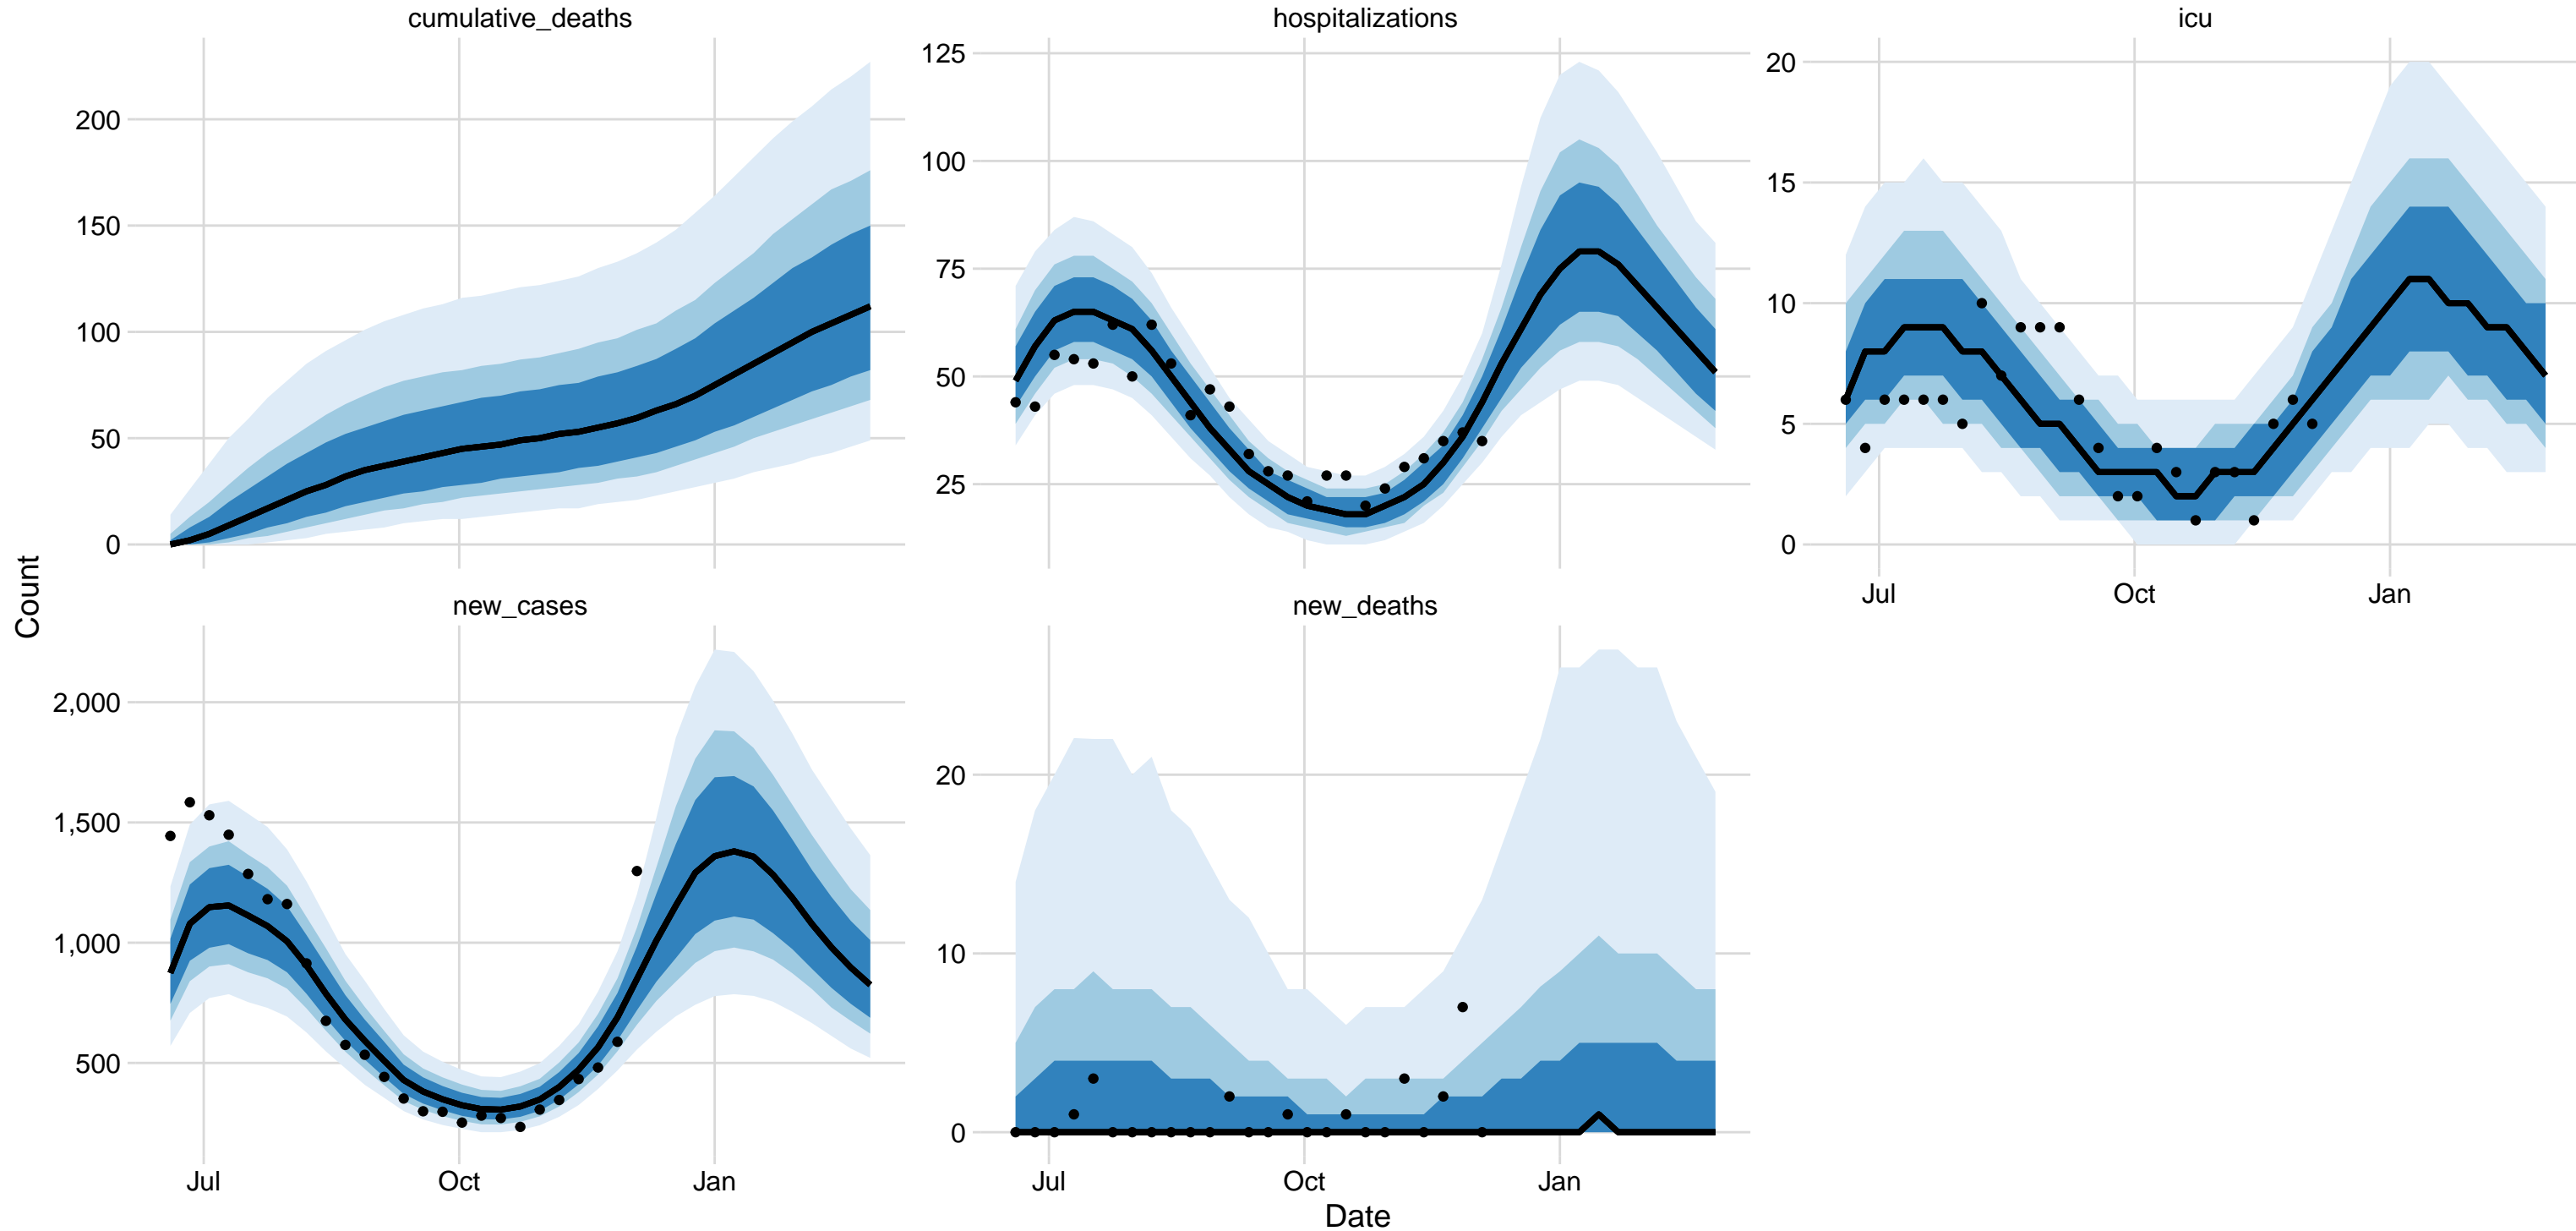 cumulative_deaths
hospitalizations
icu
200
150
100
50
0
125
100
75
50
25
20
15
10
5
0
Jul
Oct
Jan
Count
new_cases
new_deaths
2,000
1,500
1,000
500
20
10
0
Jul
Oct
Jan
Jul
Oct
Jan
Date